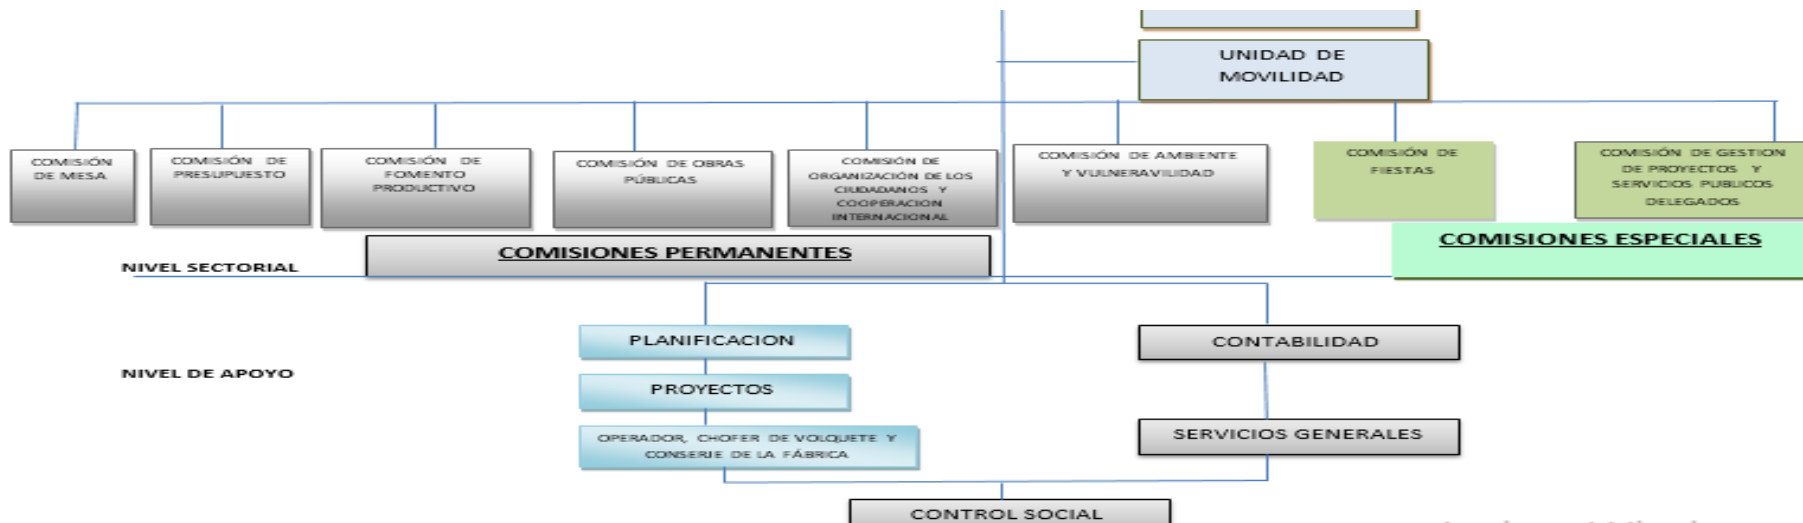 UNIDAD DE
MOVILIDAD
COMISIÓN
DE MESA
COMISIÓN DE
PRESUPUESTO
COMISIÓN DE
FOMENTO
PRODUCTIVO
COMISIÓN DE OBRAS
PÚBLICAS
COMISIÓN DE
ORGANIZACIÓN DE LOS
CIUDADANOS Y
COOPERACION
INTERNACIONAL
COMISIÓN DE AMBIENTE
Y VULNERAVILIDAD
COMISIÓN DE
FIESTAS
COMISIÓN DE GESTION
DE PROYECTOS Y
SERVICIOS PUBLICOS
DELEGADOS
COMISIONES PERMANENTES
COMISIONES ESPECIALES
NIVEL SECTORIAL
PLANIFICACION
CONTABILIDAD
NIVEL DE APOYO
PROYECTOS
OPERADOR, CHOFER DE VOLQUETE Y
CONSERJE DE LA FÁBRICA
SERVICIOS GENERALES
CONTROL SOCIAL